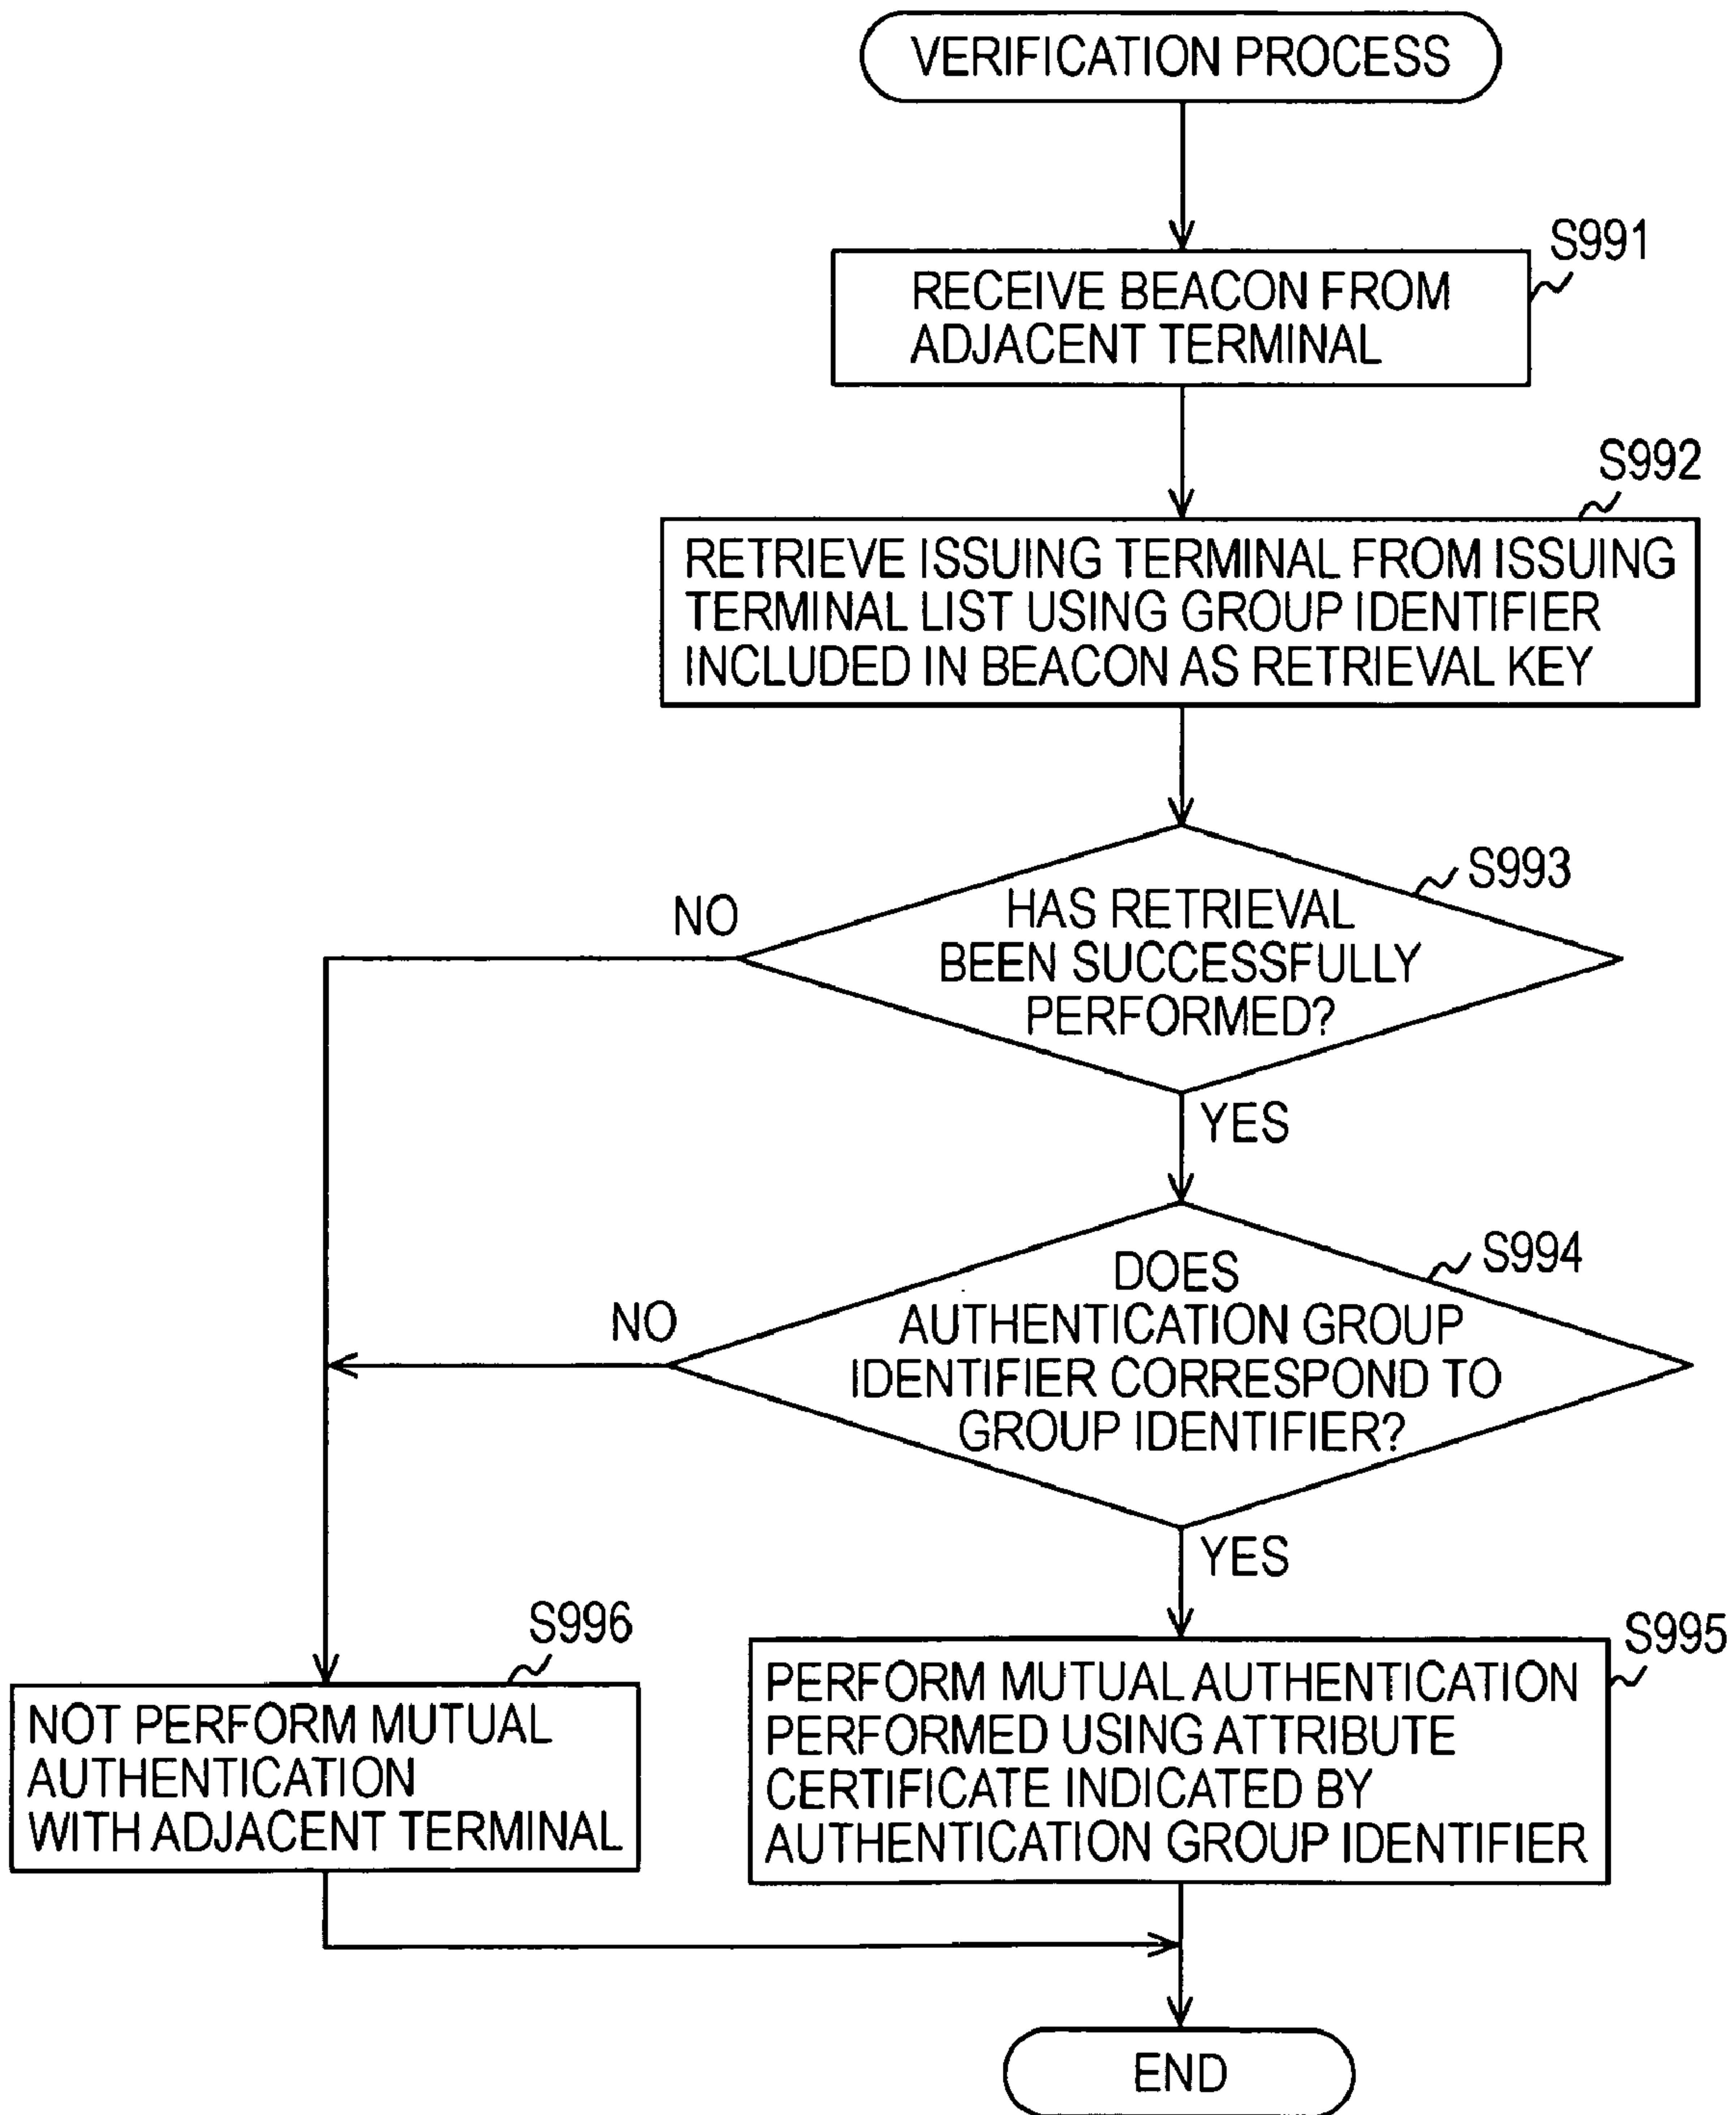 VERIFICATION PROCESS
S991
RECEIVE BEACON FROM
ADJACENT TERMINAL
S992
RETRIEVE ISSUING TERMINAL FROM ISSUING
TERMINAL LIST USING GROUP IDENTIFIER
INCLUDED IN BEACON AS RETRIEVAL KEY
S993
NO
HAS RETRIEVAL
BEEN SUCCESSFULLY
PERFORMED?
YES
S994
NO
DOES
AUTHENTICATION GROUP
IDENTIFIER CORRESPOND TO
GROUP IDENTIFIER?
YES
S996
NOT PERFORM MUTUAL
AUTHENTICATION
WITH ADJACENT TERMINAL
S995
PERFORM MUTUAL AUTHENTICATION
PERFORMED USING ATTRIBUTE
CERTIFICATE INDICATED BY
AUTHENTICATION GROUP IDENTIFIER
END